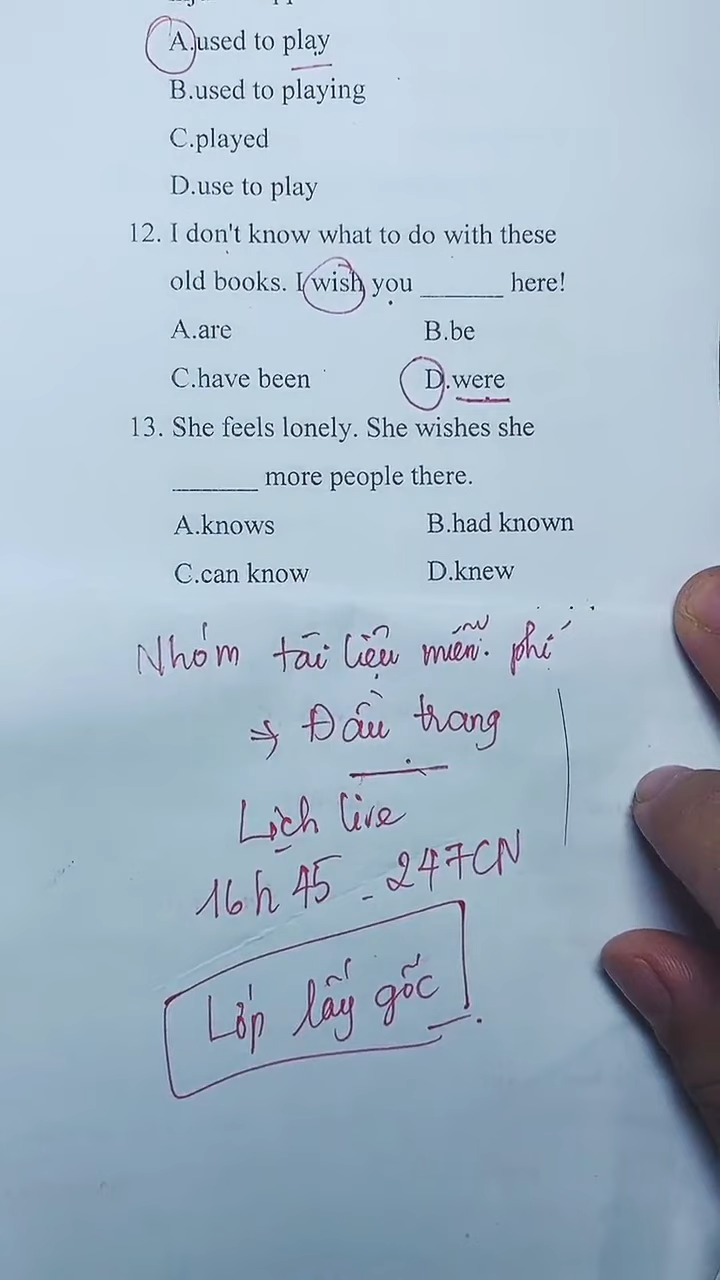 A.used to play
B.used to playing
C.played
D.use to play
12. I don't know what to do with these
old books. I wish you ______ here!
A.are B.be
C.have been D.were
13. She feels lonely. She wishes she
______ more people there.
A.knows B.had known
C.can know D.knew
Nhóm tài liệu miễn phí
→ Đầu trang
Lịch live
16h45 - 247CN
Lớp lấy gốc